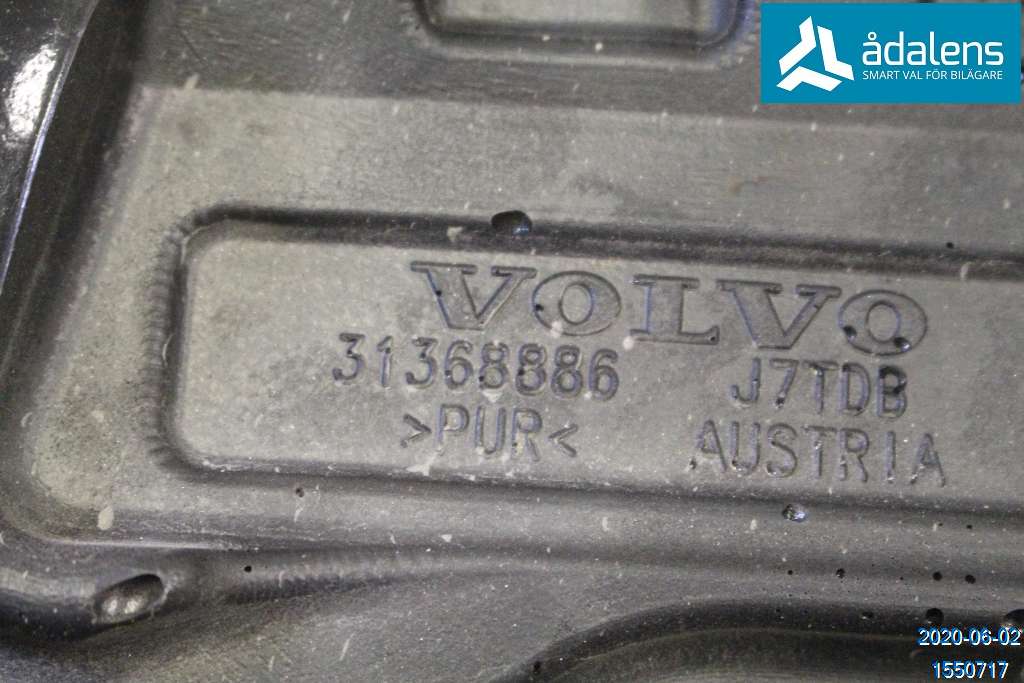 ådalens
SMART VAL FÖR BILÄGARE
VOLVO
31368886 J7TDB
>PUR< AUSTRIA
2020-06-02
1550717